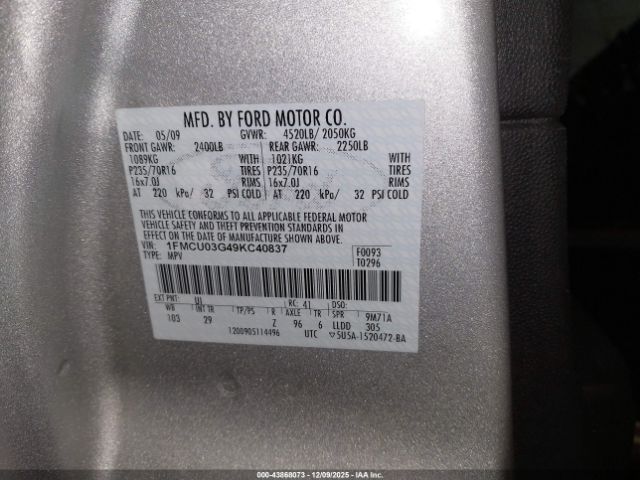 MFD. BY FORD MOTOR CO.
DATE: 05/09 GVWR: 4520LB/ 2050KG
FRONT GAWR: 2400LB REAR GAWR: 2250LB
1089KG WITH 1021KG WITH
P235/70R16 TIRES P235/70R16 TIRES
16x7.0J RIMS 16x7.0J RIMS
AT 220 kPa/ 32 PSI COLD AT 220 kPa/ 32 PSI COLD
THIS VEHICLE CONFORMS TO ALL APPLICABLE FEDERAL MOTOR
VEHICLE SAFETY AND THEFT PREVENTION STANDARDS IN
EFFECT ON THE DATE OF MANUFACTURE SHOWN ABOVE.
VIN: 1FMCU03G49KC40837 F0093
TYPE: MPV T0296
EXT PNT: UI RC: 41 DSO:
WB INT TR TP/PS R AXLE TR SPR 9M71A
103 29 Z 96 6 LLDD 305
1200905114496 UTC ▽5U5A-1520472-BA
000-43868073 | 12/09/2025 | IAA Inc.